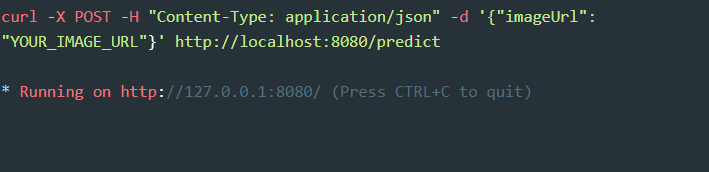 curl -X POST -H "Content-Type: application/json" -d '{"imageUrl":
"YOUR_IMAGE_URL"}' http://localhost:8080/predict
* Running on http://127.0.0.1:8080/ (Press CTRL+C to quit)